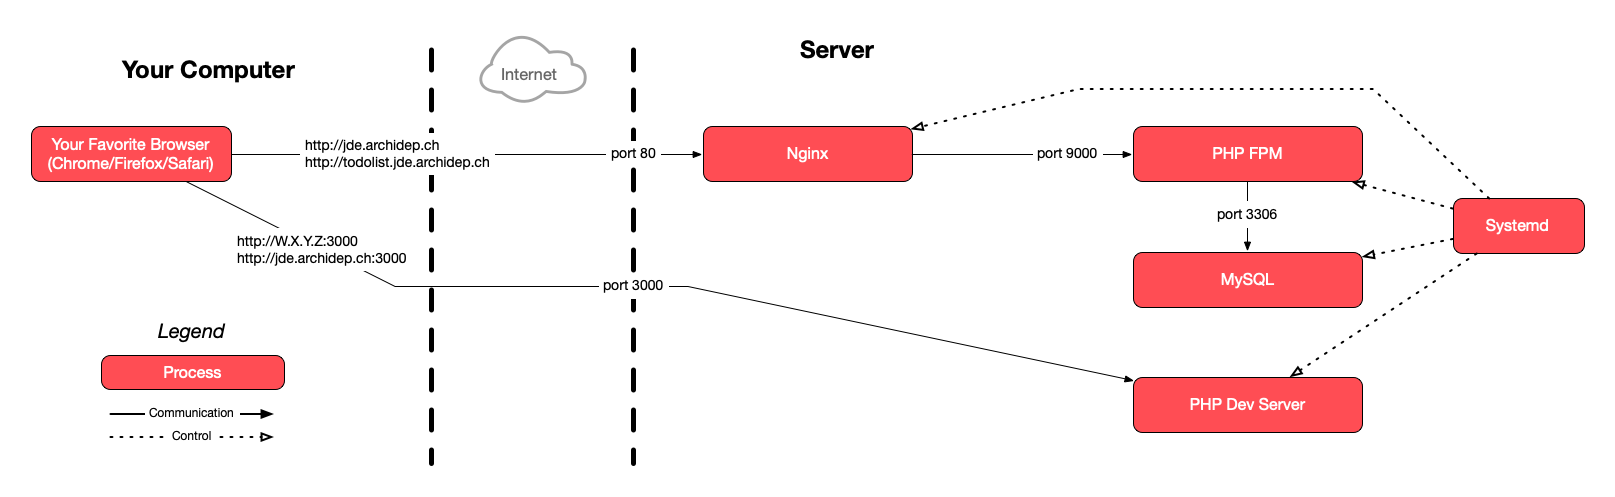 Your Computer
Internet
Server
Your Favorite Browser
(Chrome/Firefox/Safari)
http://jde.archidep.ch
http://todolist.jde.archidep.ch
port 80
Nginx
port 9000
PHP FPM
port 3306
Systemd
http://W.X.Y.Z:3000
http://jde.archidep.ch:3000
port 3000
MySQL
PHP Dev Server
Legend
Process
Communication
Control